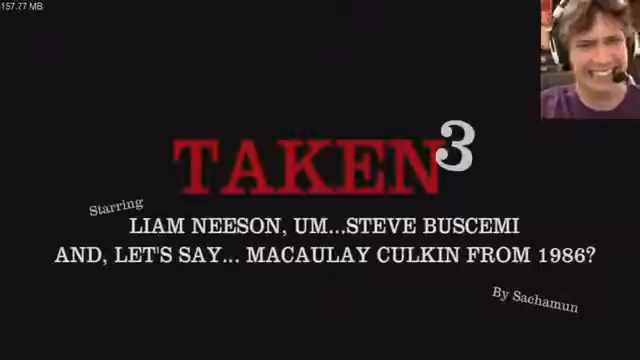 157.77 MB
TAKEN3
Starring
LIAM NEESON, UM...STEVE BUSCEMI
AND, LET'S SAY... MACAULAY CULKIN FROM 1986?
By Sachamun